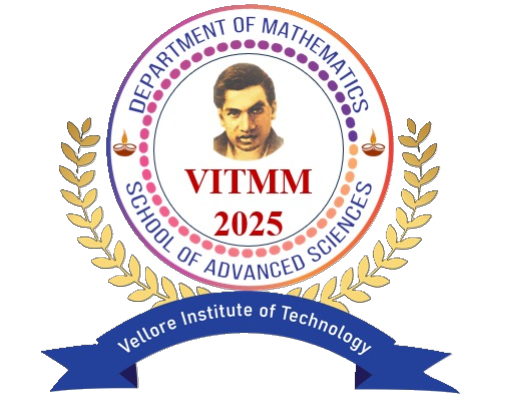 DEPARTMENT OF MATHEMATICS
VITMM
2025
SCHOOL OF ADVANCED SCIENCES
Vellore Institute of Technology